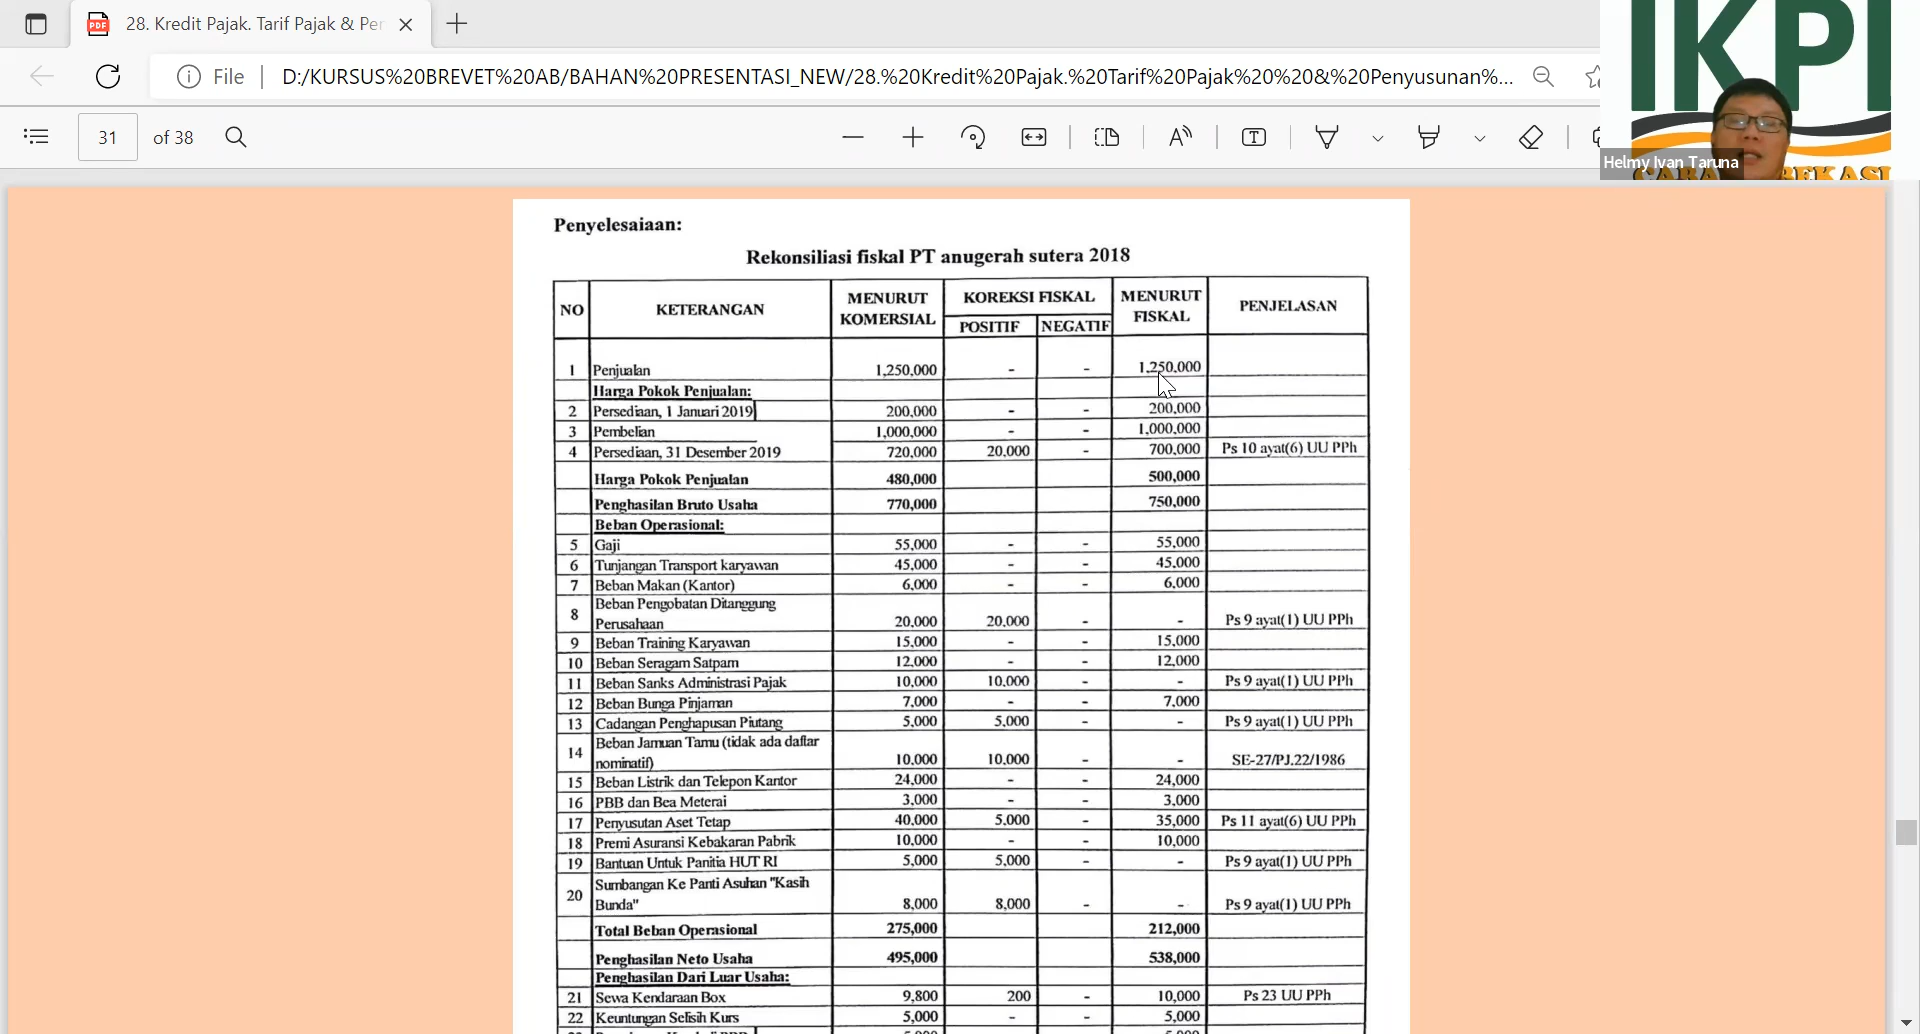 28. Kredit Pajak. Tarif Pajak & Per
File
D:/KURSUS%20BREVET%20AB/BAHAN%20PRESENTASI_NEW/28.%20Kredit%20Pajak.%20Tarif%20Pajak%20%20&%20Penyusunan%...
31 of 38
IKPI
Helmy Ivan Taruna
Penyelesaiaan:
Rekonsiliasi fiskal PT anugerah sutera 2018
NO KETERANGAN MENURUT KOMERSIAL KOREKSI FISKAL MENURUT FISKAL PENJELASAN
POSITIF NEGATIF
1 Penjualan 1,250,000 - - 1,250,000
Harga Pokok Penjualan:
2 Persediaan, 1 Januari 2019 200,000 - - 200,000
3 Pembelian 1,000,000 - - 1,000,000
4 Persediaan, 31 Desember 2019 720,000 20,000 - 700,000 Ps 10 ayat(6) UU PPh
Harga Pokok Penjualan 480,000 500,000
Penghasilan Bruto Usaha 770,000 750,000
Beban Operasional:
5 Gaji 55,000 - - 55,000
6 Tunjangan Transport karyawan 45,000 - - 45,000
7 Beban Makan (Kantor) 6,000 - - 6,000
8 Beban Pengobatan Ditanggung
Perusahaan 20,000 20,000 - - Ps 9 ayat(1) UU PPh
9 Beban Training Karyawan 15,000 - - 15,000
10 Beban Seragam Satpam 12,000 - - 12,000
11 Beban Sanks Administrasi Pajak 10,000 10,000 - - Ps 9 ayat(1) UU PPh
12 Beban Bunga Pinjaman 7,000 - - 7,000
13 Cadangan Penghapusan Piutang 5,000 5,000 - - Ps 9 ayat(1) UU PPh
14 Beban Jamuan Tamu (tidak ada daftar
nominatif) 10,000 10,000 - - SE-27/PJ.22/1986
15 Beban Listrik dan Telepon Kantor 24,000 - - 24,000
16 PBB dan Bea Meterai 3,000 - - 3,000
17 Penyusutan Aset Tetap 40,000 5,000 - 35,000 Ps 11 ayat(6) UU PPh
18 Premi Asuransi Kebakaran Pabrik 10,000 - - 10,000
19 Bantuan Untuk Panitia HUT RI 5,000 5,000 - - Ps 9 ayat(1) UU PPh
20 Sumbangan Ke Panti Asuhan "Kasih
Bunda" 8,000 8,000 - - Ps 9 ayat(1) UU PPh
Total Beban Operasional 275,000 212,000
Penghasilan Neto Usaha 495,000 538,000
Penghasilan Dari Luar Usaha:
21 Sewa Kendaraan Box 9,800 200 - 10,000 Ps 23 UU PPh
22 Keuntungan Selisih Kurs 5,000 - - 5,000